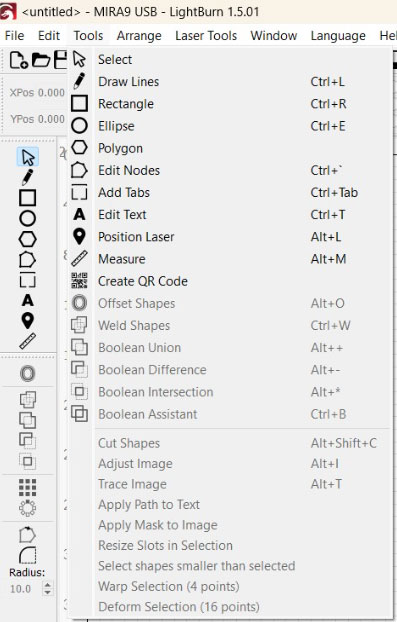 <untitled> - MIRA9 USB - LightBurn 1.5.01
File Edit Tools Arrange Laser Tools Window Language
XPos 0.000
YPos 0.000
Select
Draw Lines Ctrl+L
Rectangle Ctrl+R
Ellipse Ctrl+E
Polygon
Edit Nodes Ctrl+`
Add Tabs Ctrl+Tab
Edit Text Ctrl+T
Position Laser Alt+L
Measure Alt+M
Create QR Code
Offset Shapes Alt+O
Weld Shapes Ctrl+W
Boolean Union Alt++
Boolean Difference Alt+-
Boolean Intersection Alt+*
Boolean Assistant Ctrl+B
Cut Shapes Alt+Shift+C
Adjust Image Alt+I
Trace Image Alt+T
Apply Path to Text
Apply Mask to Image
Resize Slots in Selection
Select shapes smaller than selected
Warp Selection (4 points)
Deform Selection (16 points)
Radius:
10.0